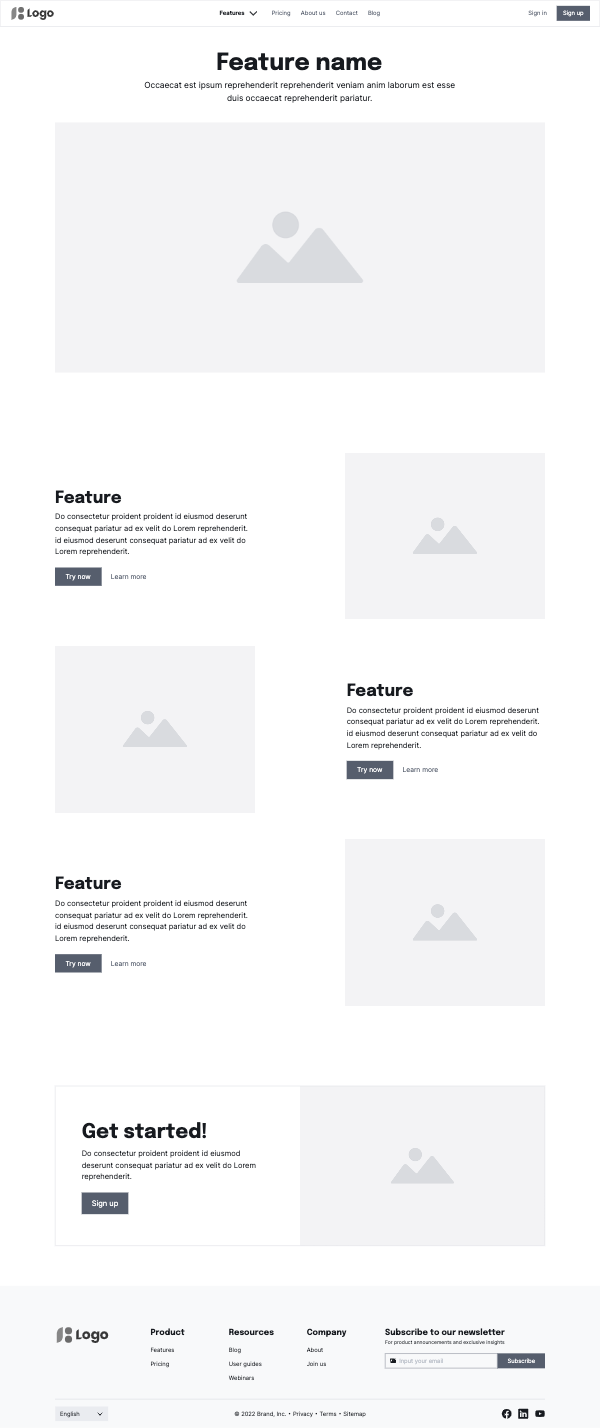 Logo
Features
Pricing
About us
Contact
Blog
Sign in
Sign up
Feature name
Occaecat est ipsum reprehenderit reprehenderit veniam anim laborum est esse
duis occaecat reprehenderit pariatur.
Feature
Do consectetur proident proident id eiusmod deserunt
consequat pariatur ad ex velit do Lorem reprehenderit.
id eiusmod deserunt consequat pariatur ad ex velit do
Lorem reprehenderit.
Try now
Learn more
Feature
Do consectetur proident proident id eiusmod deserunt
consequat pariatur ad ex velit do Lorem reprehenderit.
id eiusmod deserunt consequat pariatur ad ex velit do
Lorem reprehenderit.
Try now
Learn more
Feature
Do consectetur proident proident id eiusmod deserunt
consequat pariatur ad ex velit do Lorem reprehenderit.
id eiusmod deserunt consequat pariatur ad ex velit do
Lorem reprehenderit.
Try now
Learn more
Get started!
Do consectetur proident proident id eiusmod
deserunt consequat pariatur ad ex velit do Lorem
reprehenderit.
Sign up
Logo
Product
Features
Pricing
Resources
Blog
User guides
Webinars
Company
About
Join us
Subscribe to our newsletter
For product announcements and exclusive insights
Input your email
Subscribe
English
© 2022 Brand, Inc. • Privacy • Terms • Sitemap